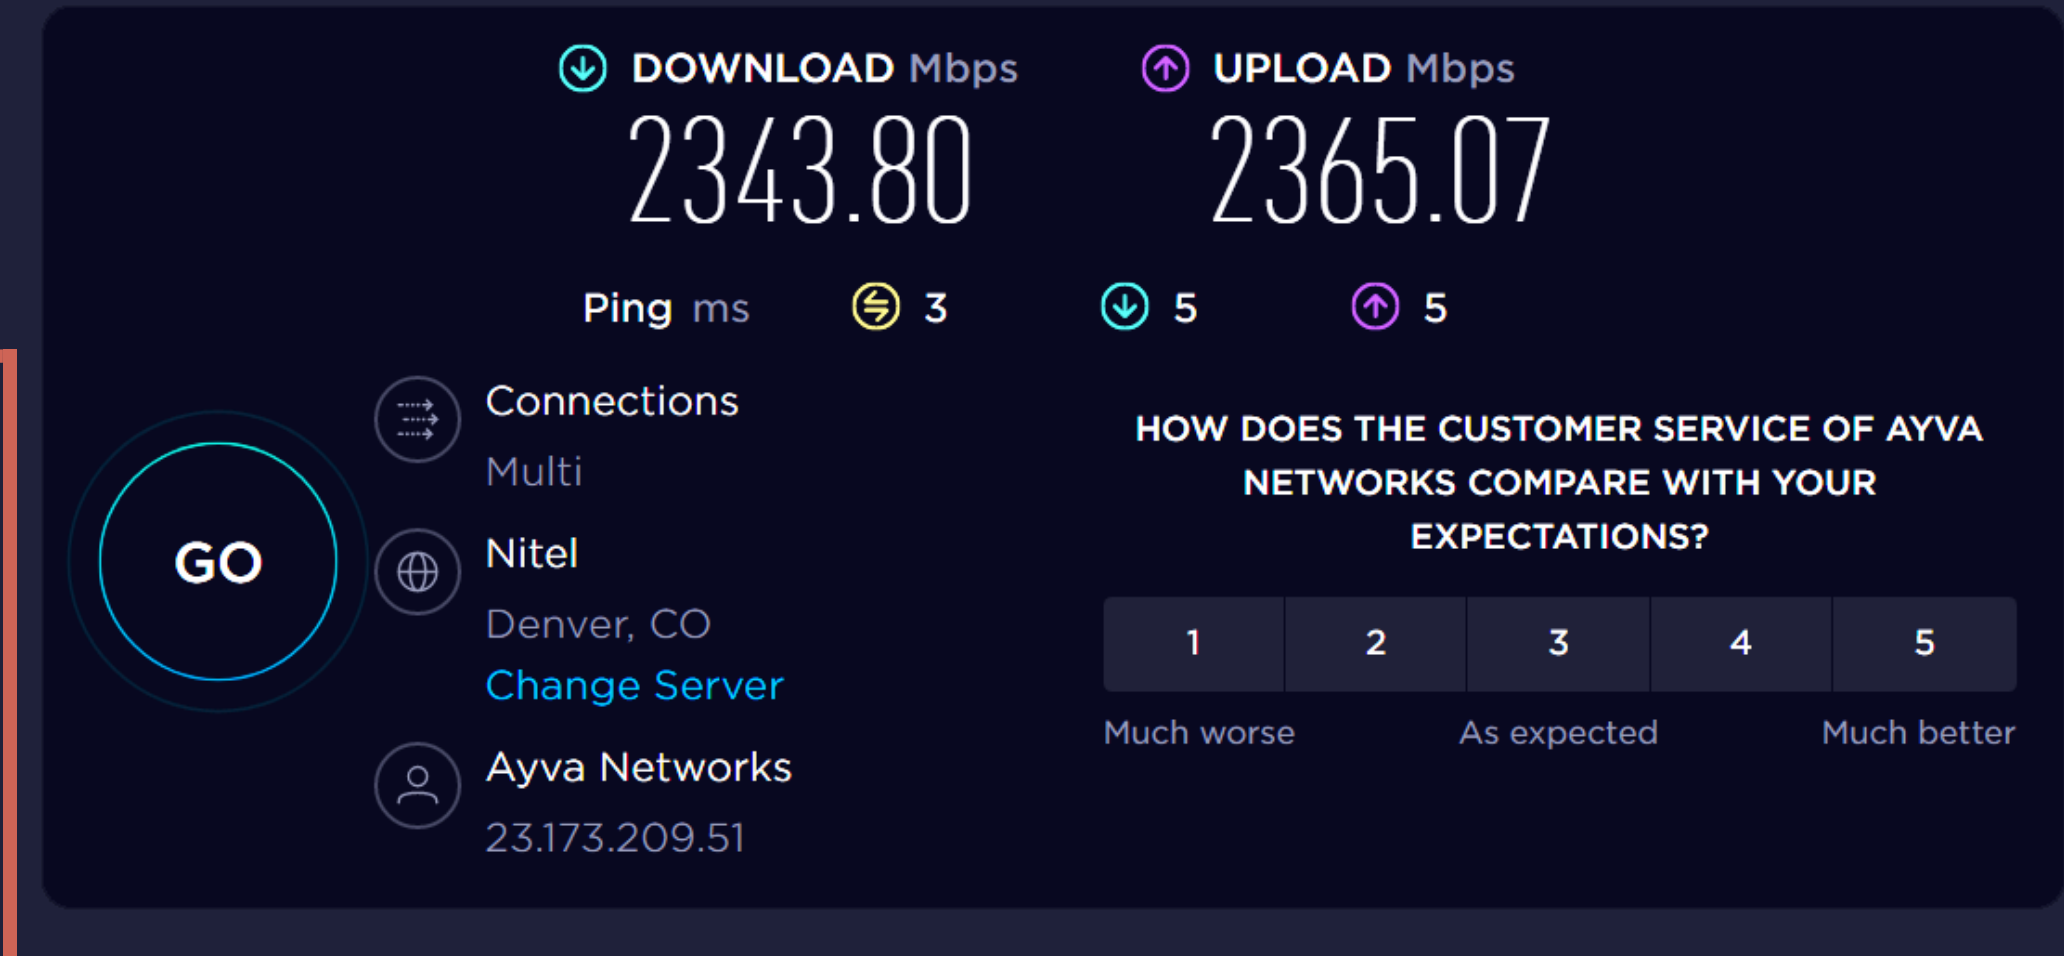 DOWNLOAD Mbps
2343.80
UPLOAD Mbps
2365.07
Ping ms 3 5 5
Connections
Multi
Nitel
Denver, CO
Change Server
Ayva Networks
23.173.209.51
GO
HOW DOES THE CUSTOMER SERVICE OF AYVA
NETWORKS COMPARE WITH YOUR
EXPECTATIONS?
1 2 3 4 5
Much worse As expected Much better